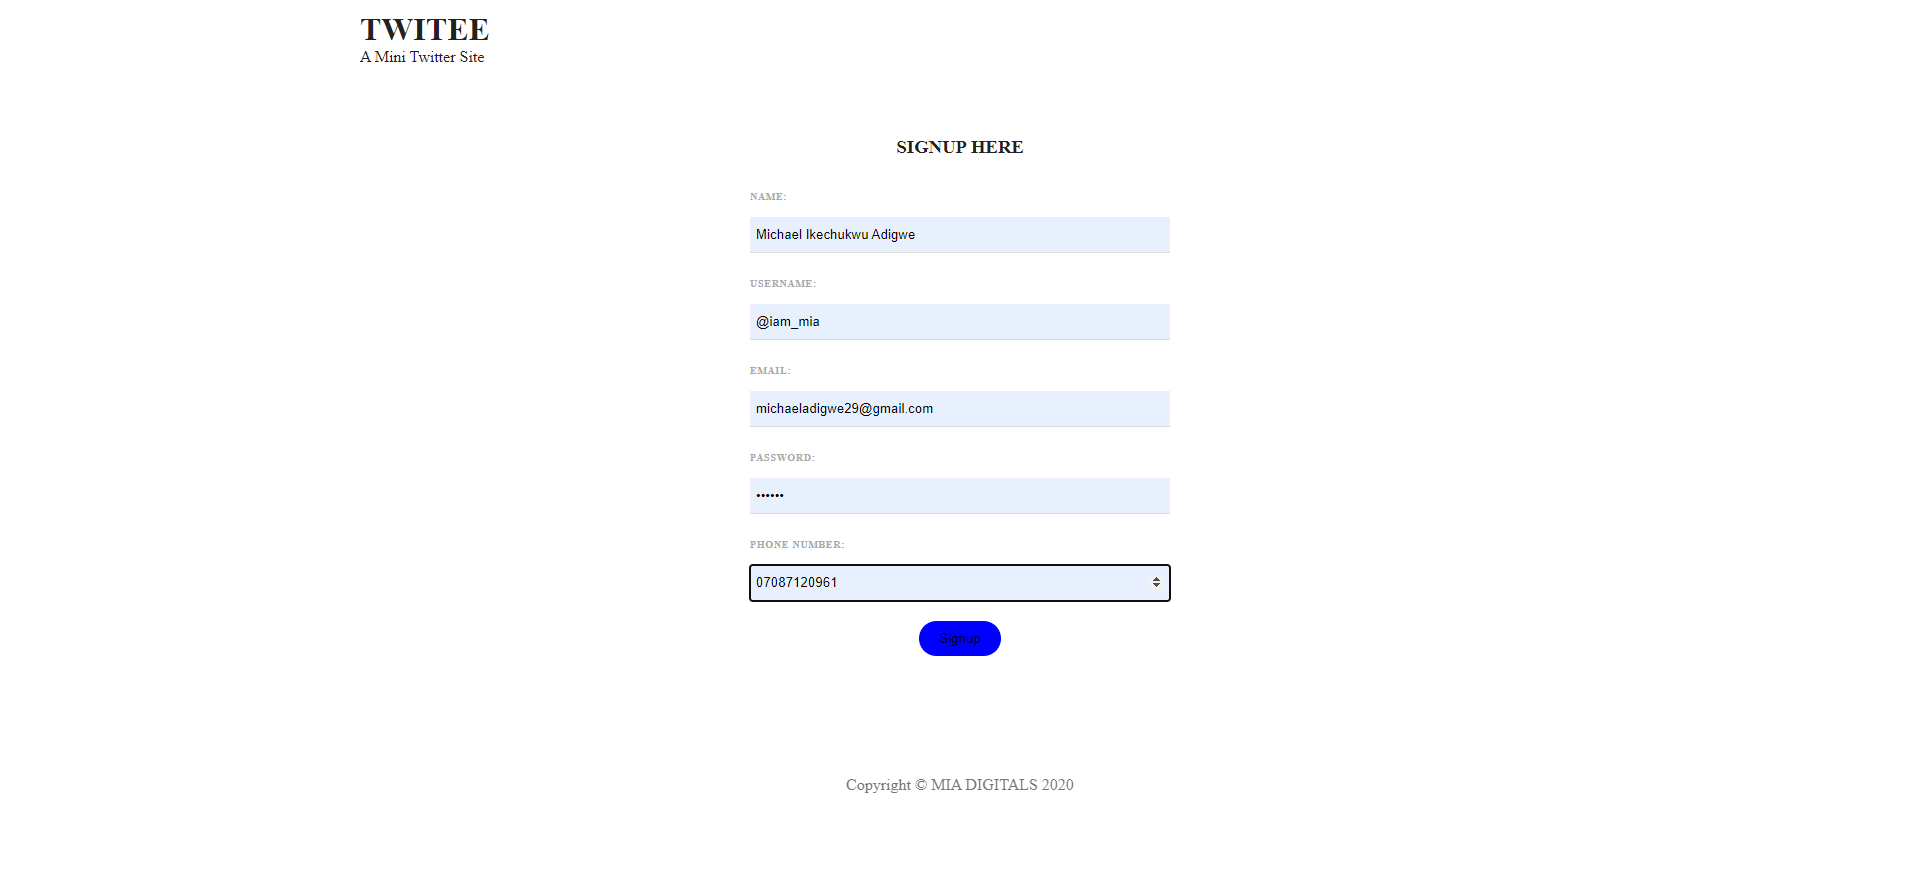 TWITEE
A Mini Twitter Site
SIGNUP HERE
NAME:
Michael Ikechukwu Adigwe
USERNAME:
@iam_mia
EMAIL:
michaeladigwe29@gmail.com
PASSWORD:
••••••
PHONE NUMBER:
07087120961
Signup
Copyright © MIA DIGITALS 2020